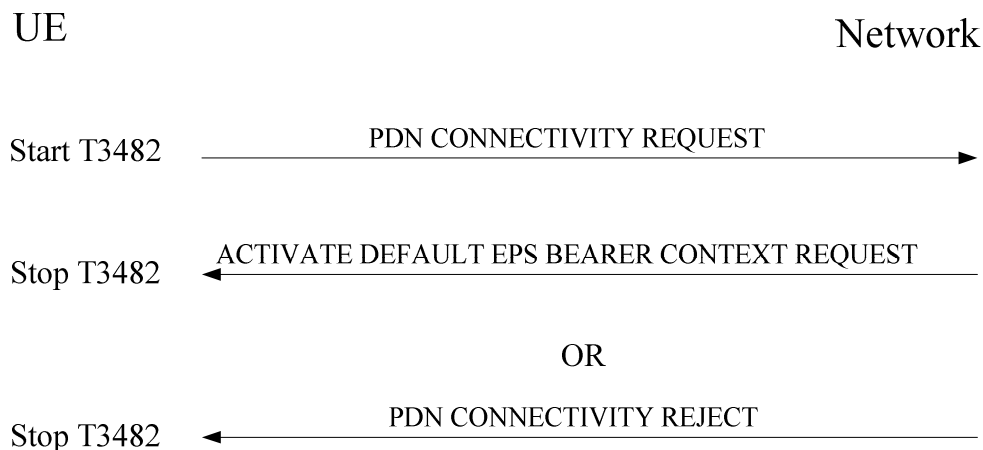 UE
Network
Start T3482
PDN CONNECTIVITY REQUEST
Stop T3482
ACTIVATE DEFAULT EPS BEARER CONTEXT REQUEST
OR
Stop T3482
PDN CONNECTIVITY REJECT